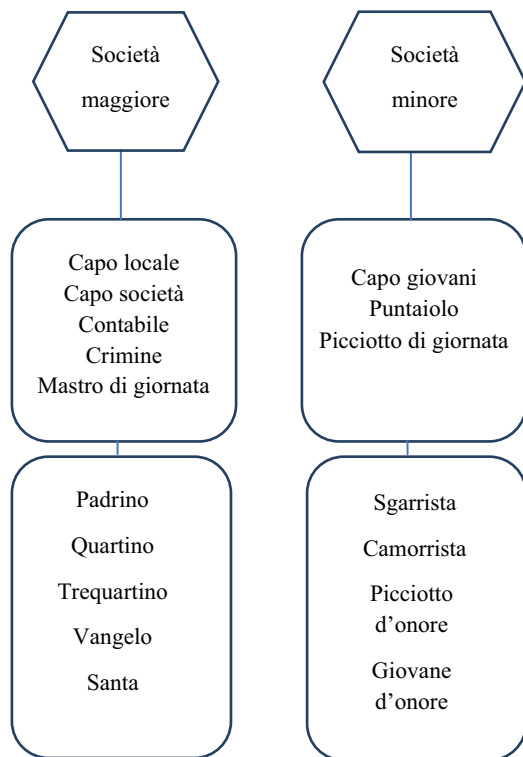 Società
maggiore
Capo locale
Capo società
Contabile
Crimine
Mastro di giornata
Padrino
Quartino
Trequartino
Vangelo
Santa
Società
minore
Capo giovani
Puntaiolo
Picciotto di giornata
Sgarrista
Camorrista
Picciotto
d’onore
Giovane
d’onore